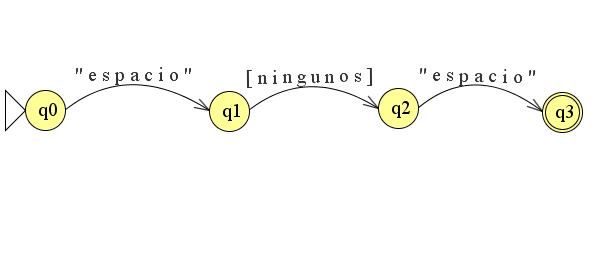 "espacio" [ningunos] "espacio"
q0 q1 q2 q3